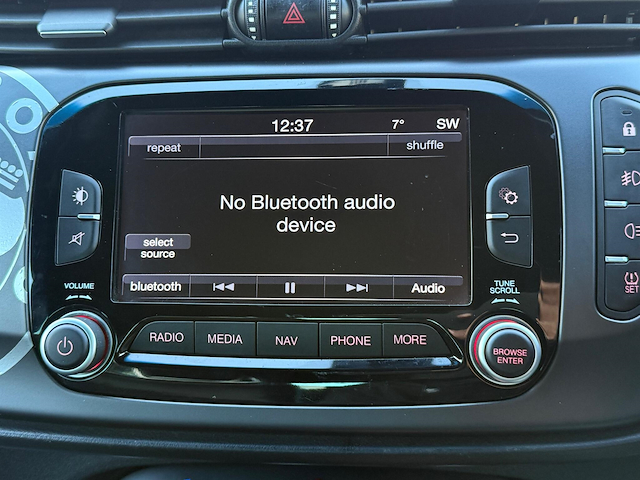 12:37 7° SW
repeat shuffle
No Bluetooth audio
device
select
source
bluetooth Audio
VOLUME
TUNE
SCROLL
RADIO MEDIA NAV PHONE MORE
BROWSE
ENTER
SET